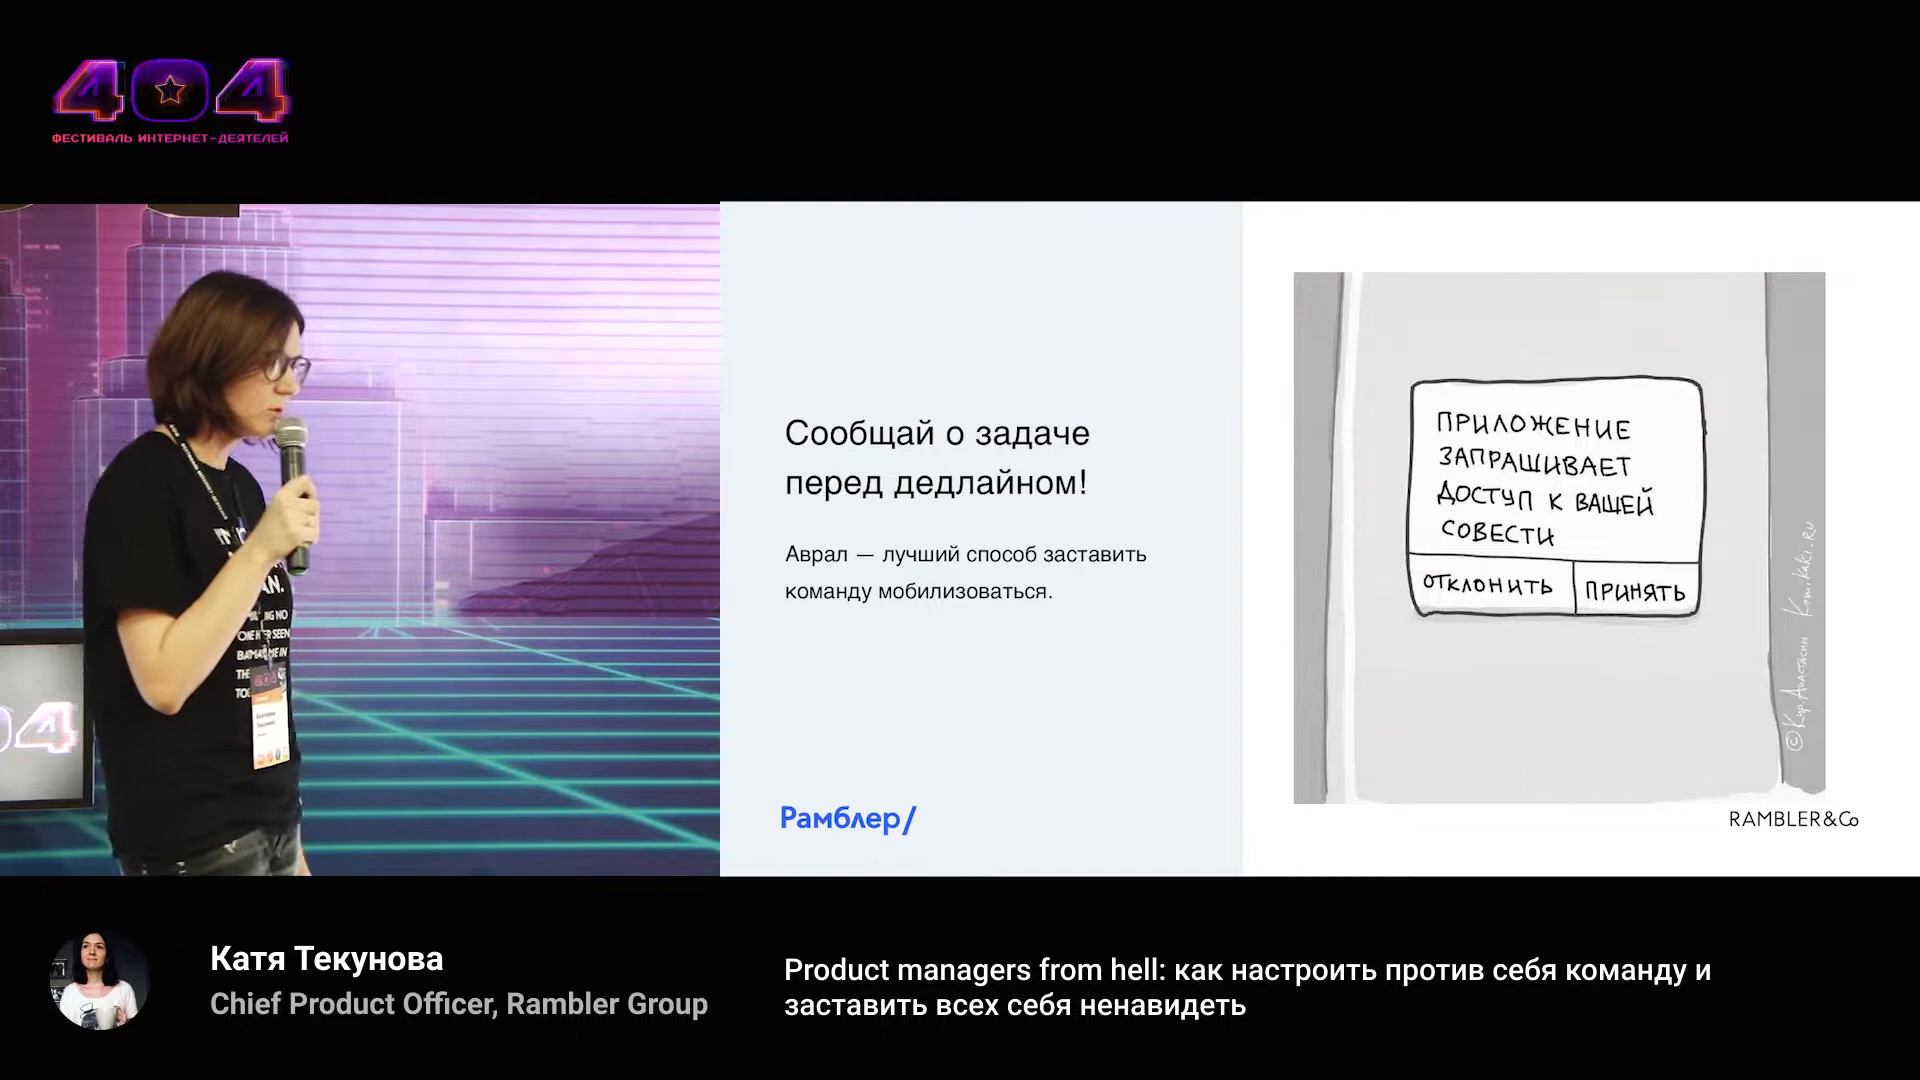 404
ФЕСТИВАЛЬ ИНТЕРНЕТ-ДЕЯТЕЛЕЙ
Сообщай о задаче
перед дедлайном!
Аврал — лучший способ заставить
команду мобилизоваться.
Рамблер/
ПРИЛОЖЕНИЕ
ЗАПРАШИВАЕТ
ДОСТУП К ВАШЕЙ
СОВЕСТИ
ОТКЛОНИТЬ
ПРИНЯТЬ
RAMBLER&Co
04
404
Катя Текунова
Chief Product Officer, Rambler Group
Product managers from hell: как настроить против себя команду и
заставить всех себя ненавидеть